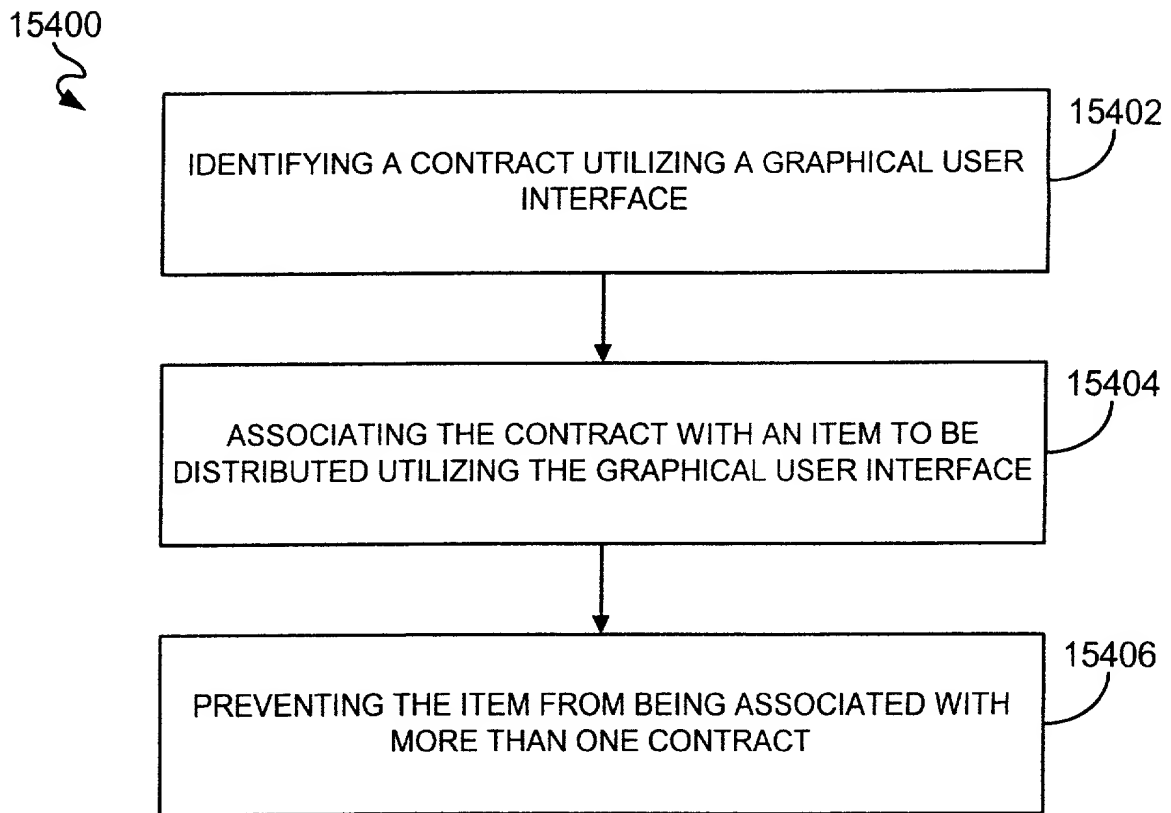 15400
15402
IDENTIFYING A CONTRACT UTILIZING A GRAPHICAL USER
INTERFACE
15404
ASSOCIATING THE CONTRACT WITH AN ITEM TO BE
DISTRIBUTED UTILIZING THE GRAPHICAL USER INTERFACE
15406
PREVENTING THE ITEM FROM BEING ASSOCIATED WITH
MORE THAN ONE CONTRACT